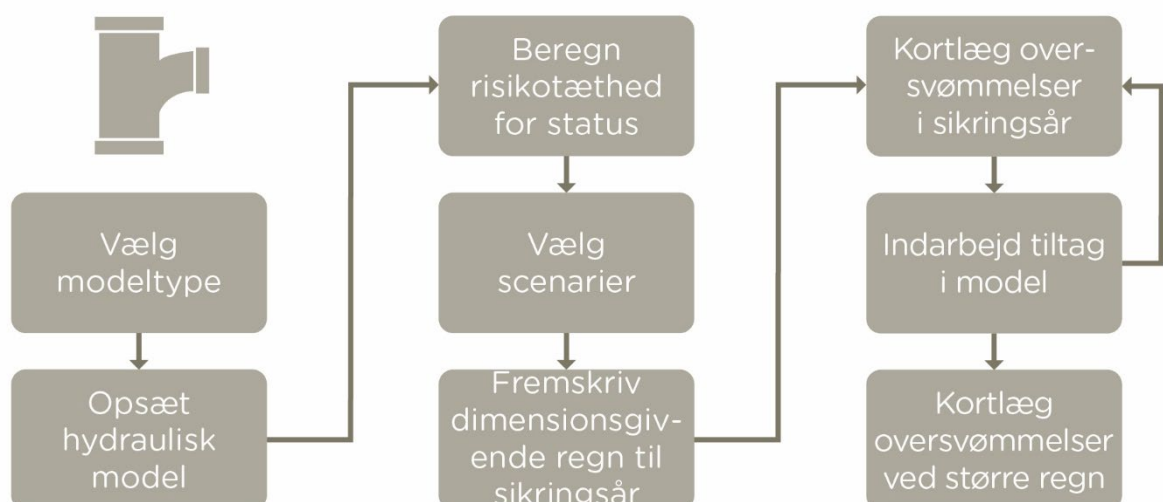 Vælg
modeltype
Opsæt
hydraulisk
model
Beregn
risikotæthed
for status
Vælg
scenarier
Fremskriv
dimensionsgiv-
ende regn til
sikringsår
Kortlæg over-
svømmelser
i sikringsår
Indarbejd tiltag
i model
Kortlæg
oversvømmelser
ved større regn